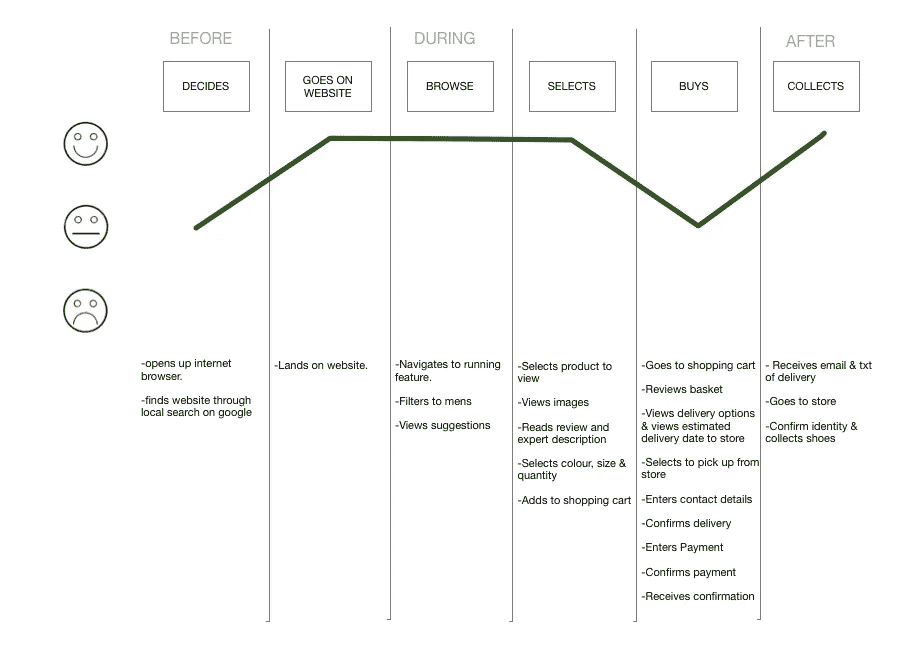 BEFORE
DURING
AFTER
DECIDES
GOES ON
WEBSITE
BROWSE
SELECTS
BUYS
COLLECTS
-opens up internet
browser.
-finds website through
local search on google
-Lands on website.
-Navigates to running
feature.
-Filters to mens
-Views suggestions
-Selects product to
view
-Views images
-Reads review and
expert description
-Selects colour, size &
quantity
-Adds to shopping cart
-Goes to shopping cart
-Reviews basket
-Views delivery options
& views estimated
delivery date to store
-Selects to pick up from
store
-Enters contact details
-Confirms delivery
-Enters Payment
-Confirms payment
-Receives confirmation
- Receives email & txt
of delivery
-Goes to store
-Confirm identity &
collects shoes